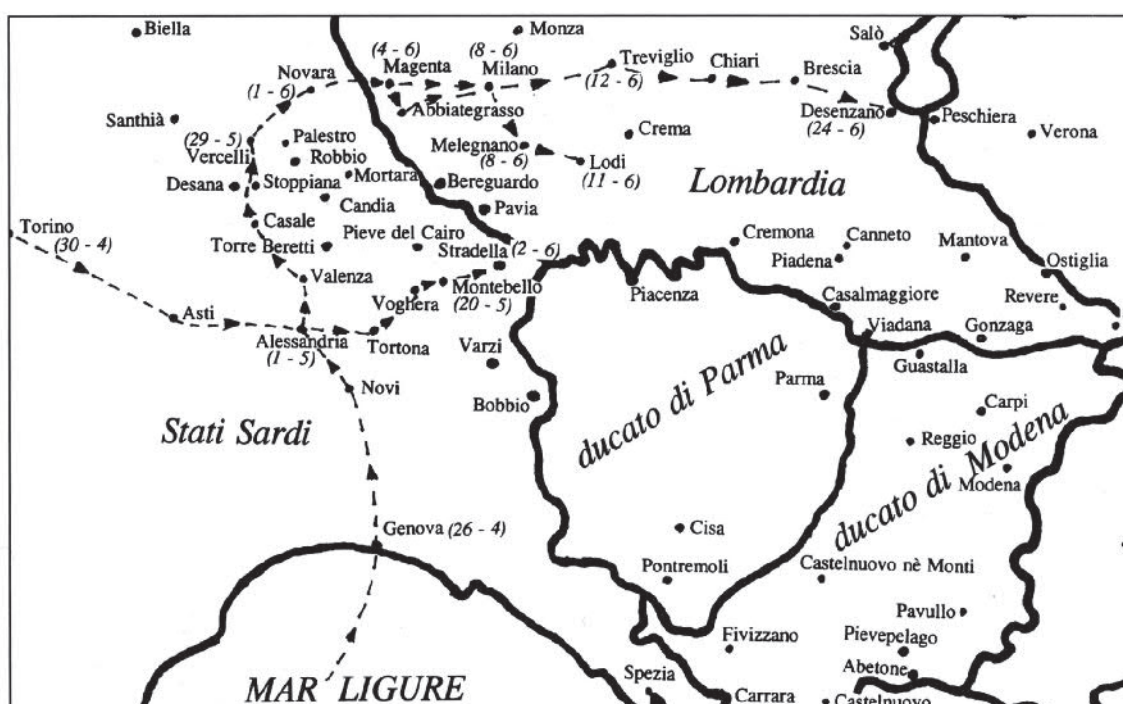 Biella
Monza
Salò
(4 - 6)
(8 - 6)
Treviglio
Chiari
Brescia
Novara
Magenta
Milano
(1 - 6)
(12 - 6)
Abbiategrasso
Desenzano
Peschiera
Santhià
(29 - 5)
Palestro
Crema
(24 - 6)
Verona
Vercelli
Robbio
Melegnano
(8 - 6)
Lodi
(11 - 6)
Desana
Stoppiana
Mortara
Bereguardo
Lombardia
Candia
Pavia
Torino
(30 - 4)
Casale
Torre Beretti
Pieve del Cairo
Stradella
(2 - 6)
Cremona
Canneto
Mantova
Piadena
Ostiglia
Valenza
Montebello
Piacenza
Voghera
(20 - 5)
Casalmaggiore
Revere
Asti
Alessandria
(1 - 5)
Tortona
Viadana
Gonzaga
Varzi
Guastalla
Novi
Bobbio
Parma
ducato di Parma
Carpi
Stati Sardi
Reggio
Modena
ducato di Modena
Genova (26 - 4)
Cisa
Pontremoli
Castelnuovo nè Monti
Pavullo
Fivizzano
Pievepelago
Abetone
Spezia
MAR LIGURE
Carrara
Castelnuovo